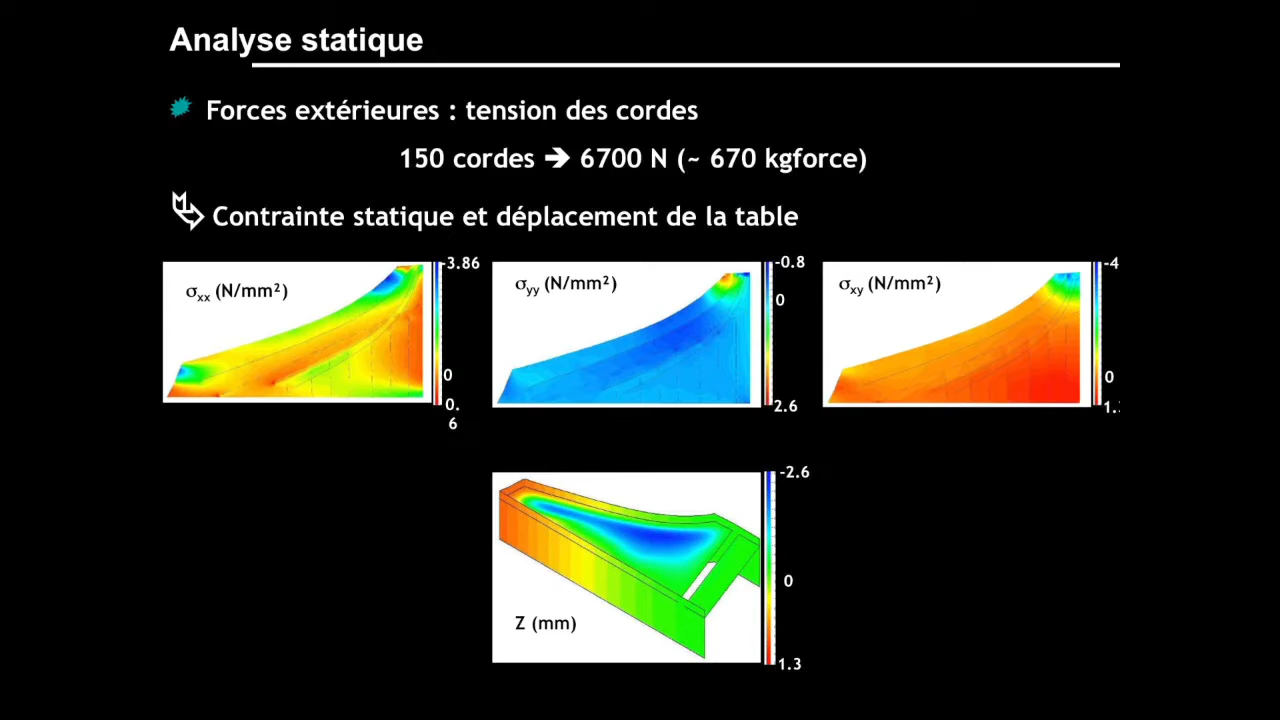 Analyse statique
Forces extérieures : tension des cordes
150 cordes ➔ 6700 N (~ 670 kgforce)
Contrainte statique et déplacement de la table
σxx (N/mm²)
-3.86
0
0.
6
σyy (N/mm²)
-0.8
0
2.6
σxy (N/mm²)
-4
0
1.
Z (mm)
-2.6
0
1.3